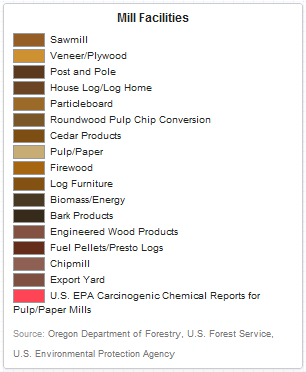 Mill Facilities
Sawmill
Veneer/Plywood
Post and Pole
House Log/Log Home
Particleboard
Roundwood Pulp Chip Conversion
Cedar Products
Pulp/Paper
Firewood
Log Furniture
Biomass/Energy
Bark Products
Engineered Wood Products
Fuel Pellets/Presto Logs
Chipmill
Export Yard
U.S. EPA Carcinogenic Chemical Reports for
Pulp/Paper Mills
Source: Oregon Department of Forestry, U.S. Forest Service,
U.S. Environmental Protection Agency